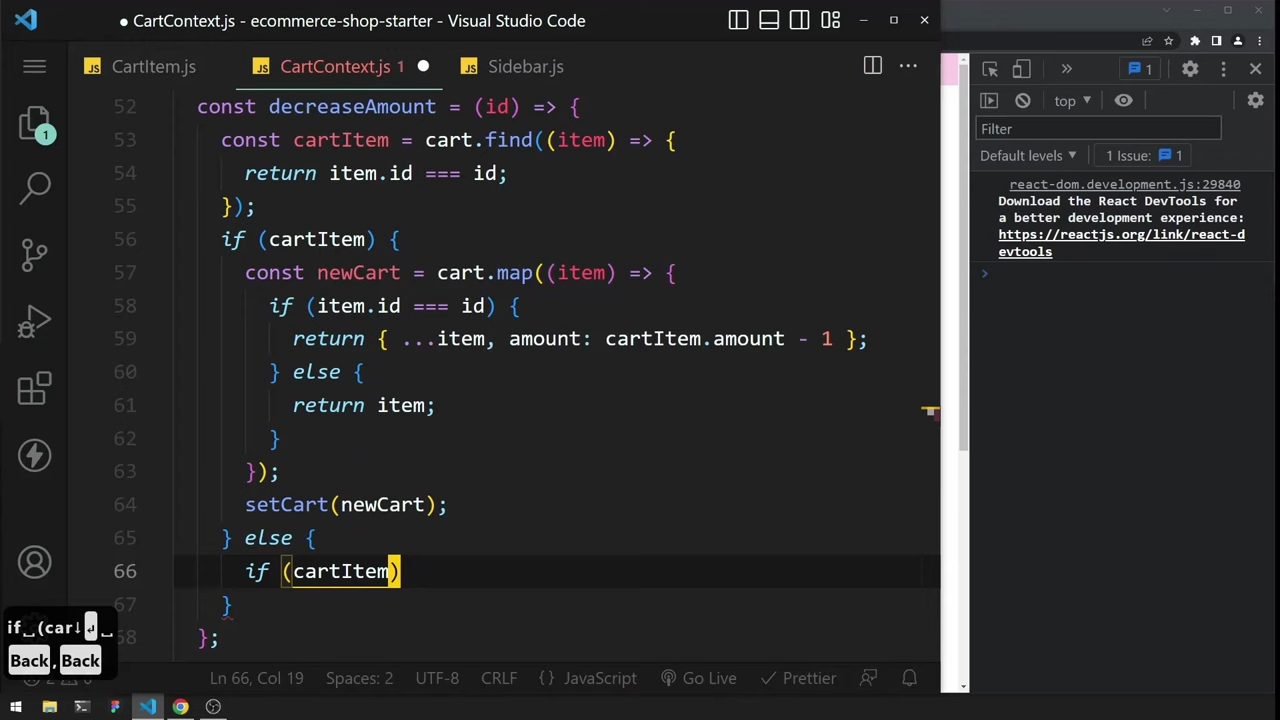 ● CartContext.js - ecommerce-shop-starter - Visual Studio Code
JS CartItem.js
JS CartContext.js 1 ●
JS Sidebar.js
1
52 const decreaseAmount = (id) => {
53 const cartItem = cart.find((item) => {
54 return item.id === id;
55 });
56 if (cartItem) {
57 const newCart = cart.map((item) => {
58 if (item.id === id) {
59 return { ...item, amount: cartItem.amount - 1 };
60 } else {
61 return item;
62 }
63 });
64 setCart(newCart);
65 } else {
66 if (cartItem)
67 }
68 };
if␣(car↓↲␣
Back,Back
Ln 66, Col 19
Spaces: 2
UTF-8
CRLF
{} JavaScript
Go Live
✓ Prettier
1
top
Filter
Default levels
1 Issue: 1
react-dom.development.js:29840
Download the React DevTools for
a better development experience:
https://reactjs.org/link/react-d
evtools